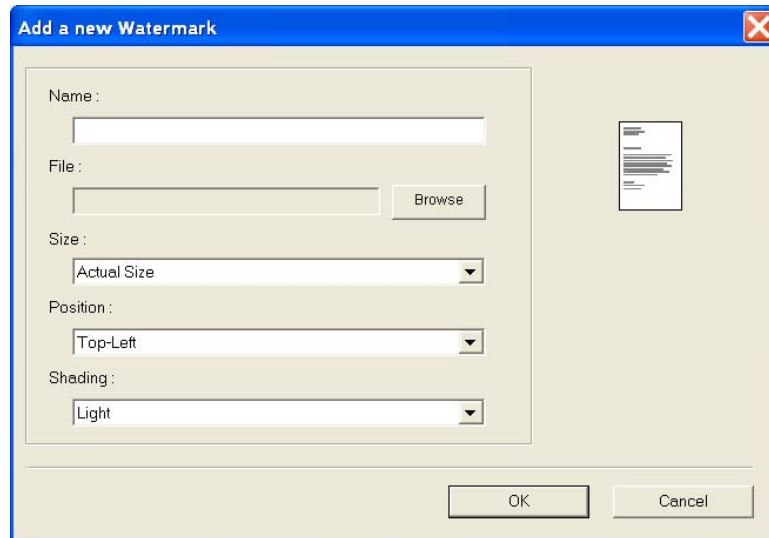 Add a new Watermark
Name :
File :
Browse
Size :
Actual Size
Position :
Top-Left
Shading :
Light
OK
Cancel